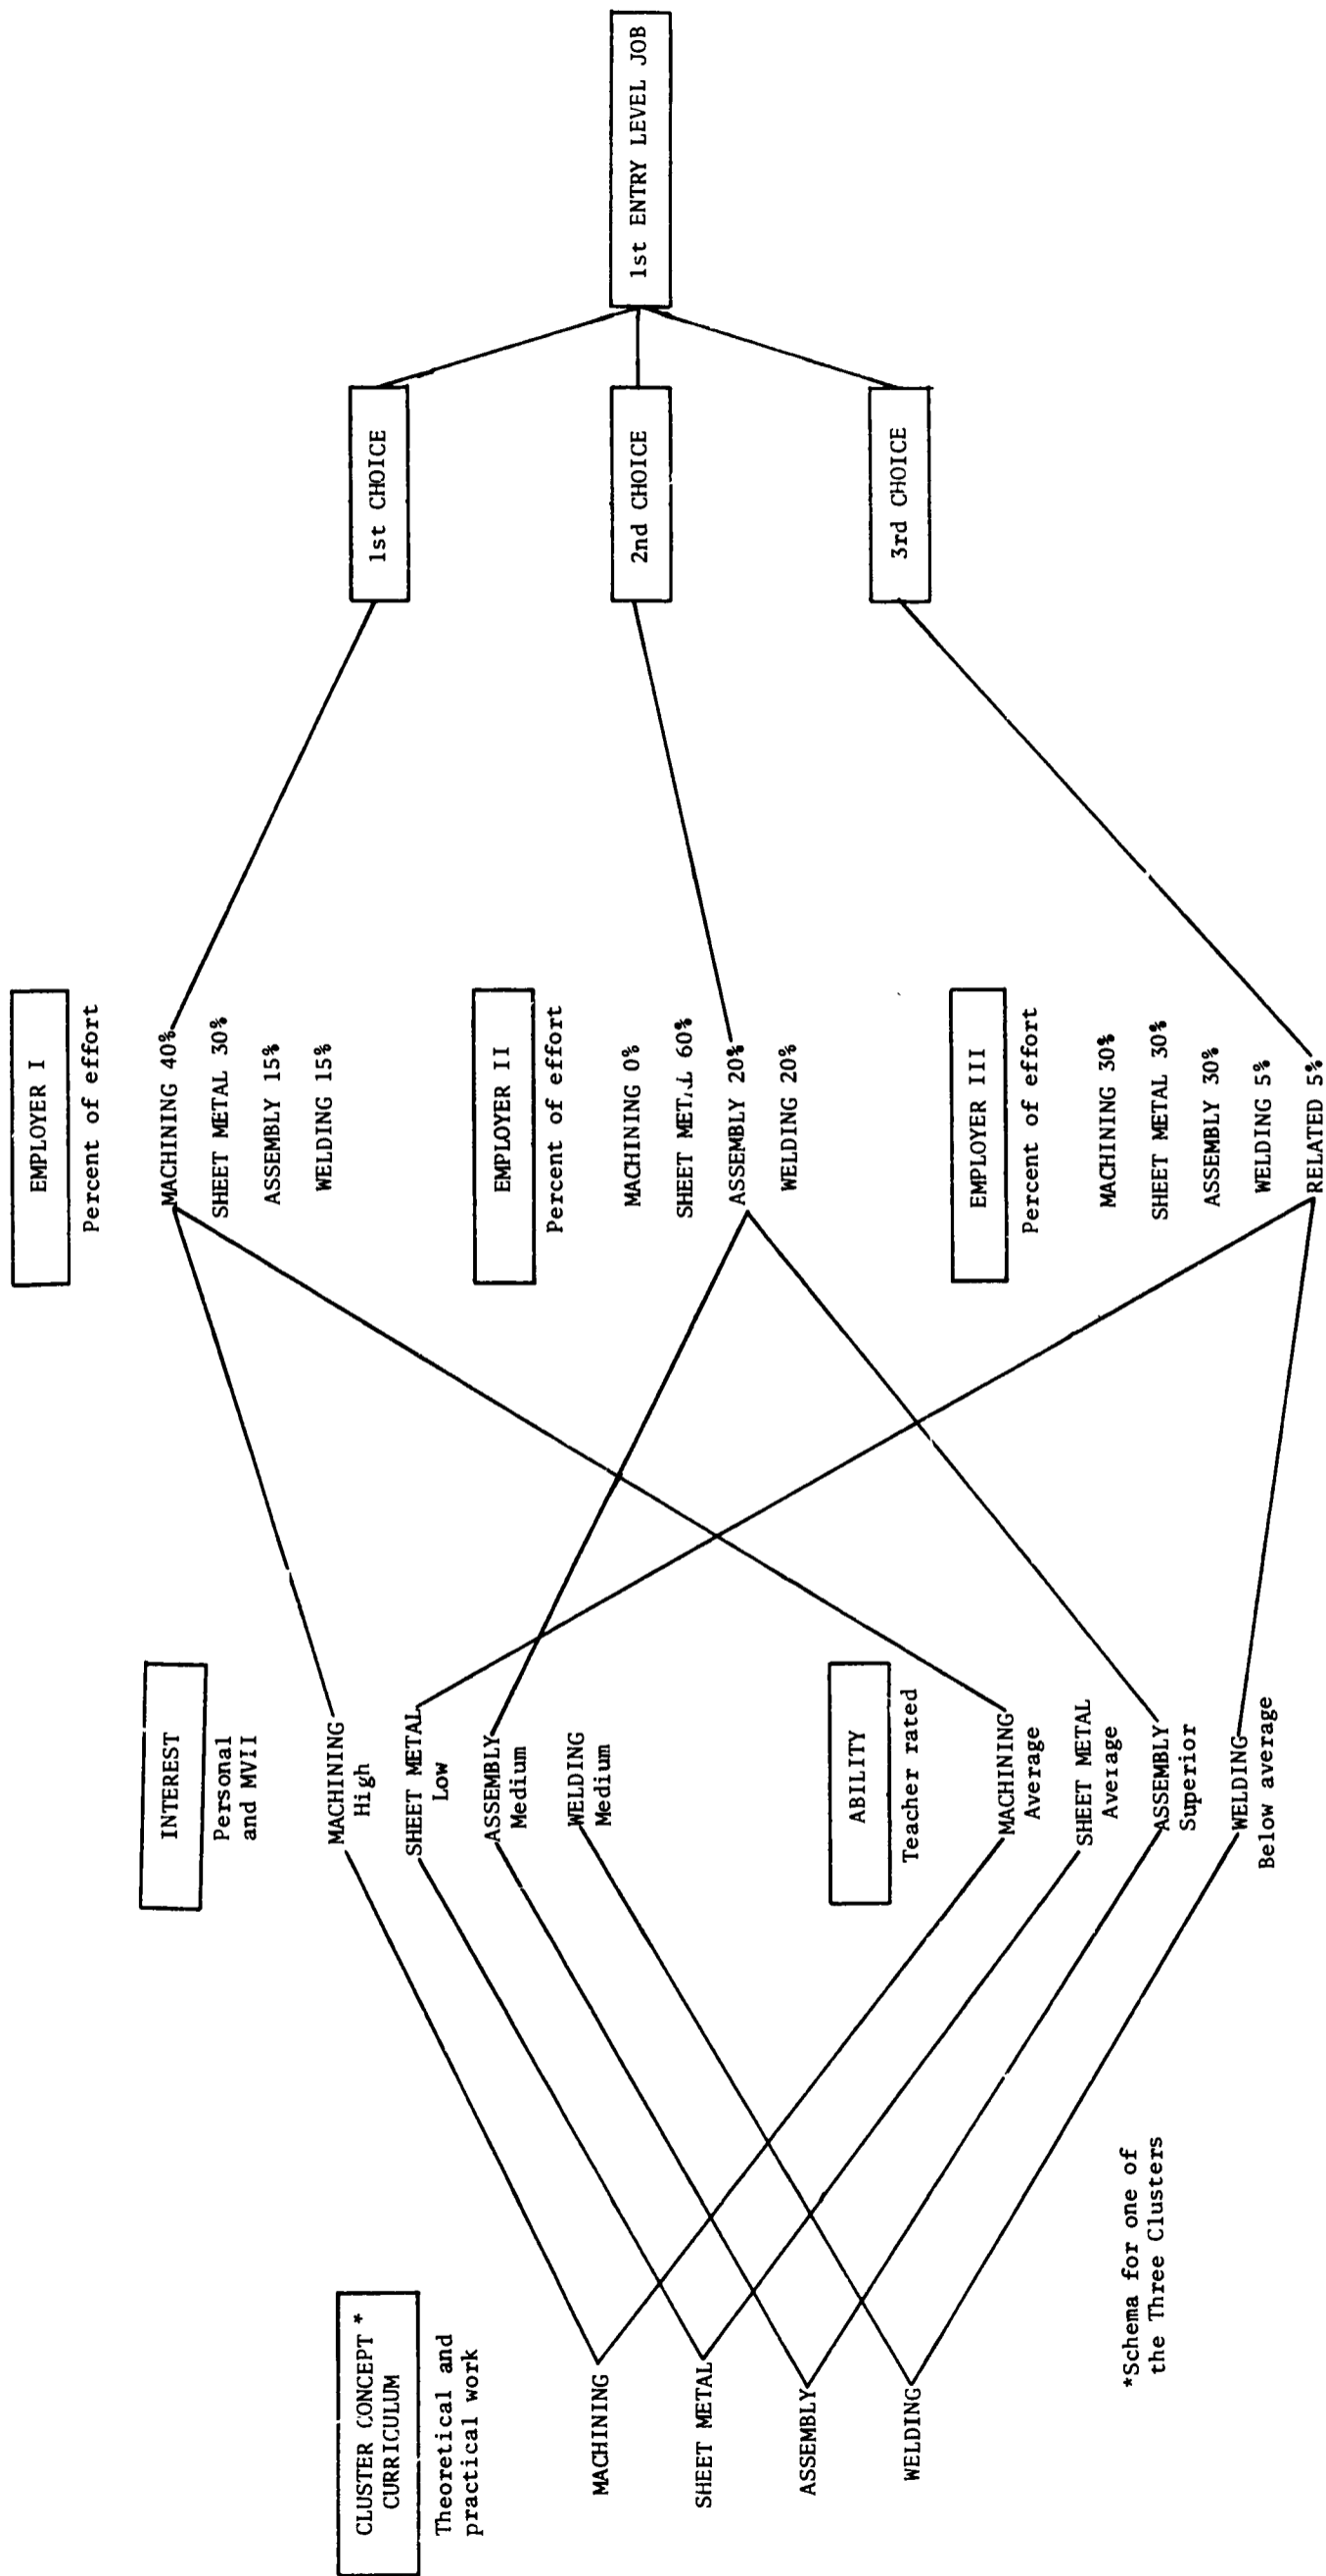 CLUSTER CONCEPT *
CURRICULUM
Theoretical and
practical work
MACHINING
SHEET METAL
ASSEMBLY
WELDING
INTEREST
Personal
and MVII
MACHINING
High
SHEET METAL
Low
ASSEMBLY
Medium
WELDING
Medium
ABILITY
Teacher rated
MACHINING
Average
SHEET METAL
Average
ASSEMBLY
Superior
WELDING
Below average
EMPLOYER I
Percent of effort
MACHINING 40%
SHEET METAL 30%
ASSEMBLY 15%
WELDING 15%
EMPLOYER II
Percent of effort
MACHINING 0%
SHEET METAL 60%
ASSEMBLY 20%
WELDING 20%
EMPLOYER III
Percent of effort
MACHINING 30%
SHEET METAL 30%
ASSEMBLY 30%
WELDING 5%
RELATED 5%
1st CHOICE
2nd CHOICE
3rd CHOICE
1st ENTRY LEVEL JOB
*Schema for one of
the Three Clusters